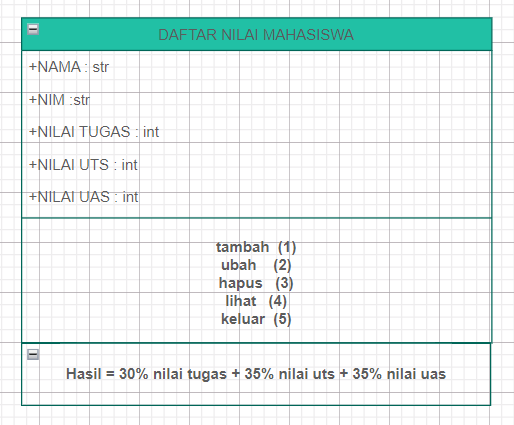 DAFTAR NILAI MAHASISWA
+NAMA : str
+NIM :str
+NILAI TUGAS : int
+NILAI UTS : int
+NILAI UAS : int
tambah (1)
ubah (2)
hapus (3)
lihat (4)
keluar (5)
Hasil = 30% nilai tugas + 35% nilai uts + 35% nilai uas